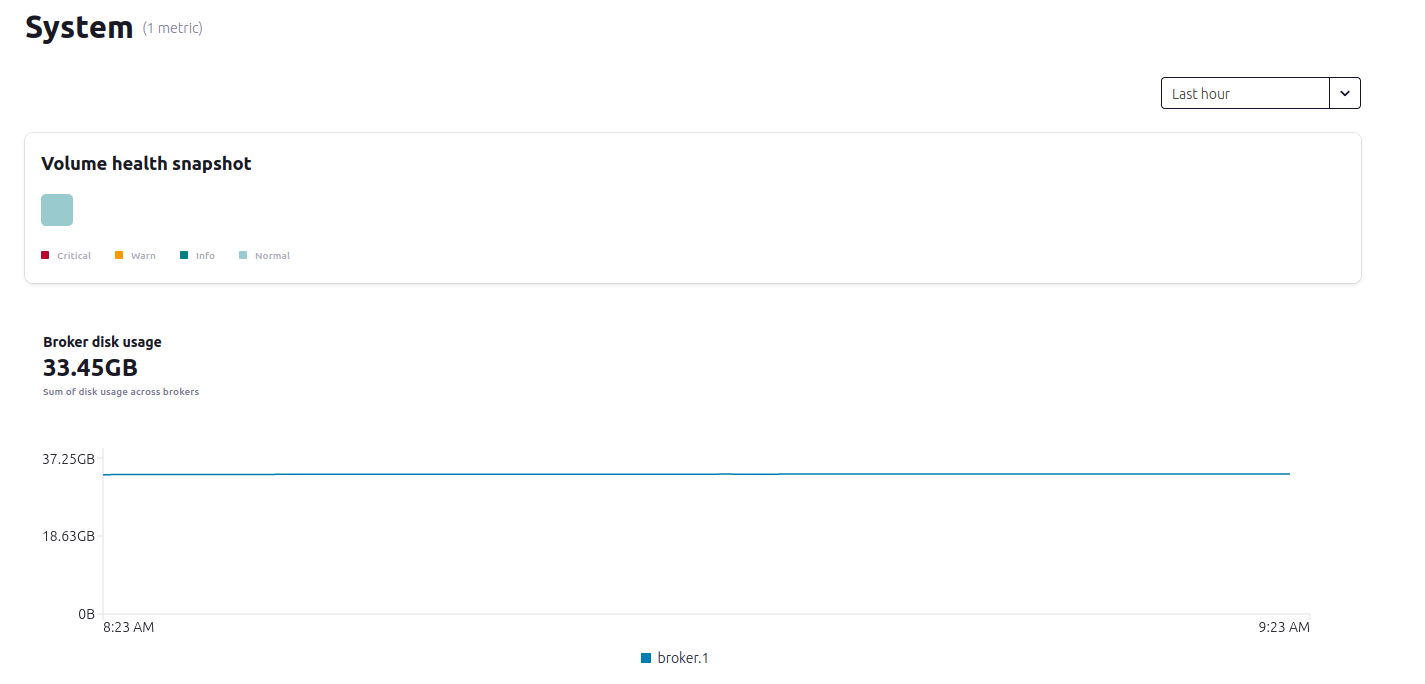 System (1 metric)
Last hour
Volume health snapshot
Critical Warn Info Normal
Broker disk usage
33.45GB
Sum of disk usage across brokers
37.25GB
18.63GB
0B
8:23 AM 9:23 AM
broker.1